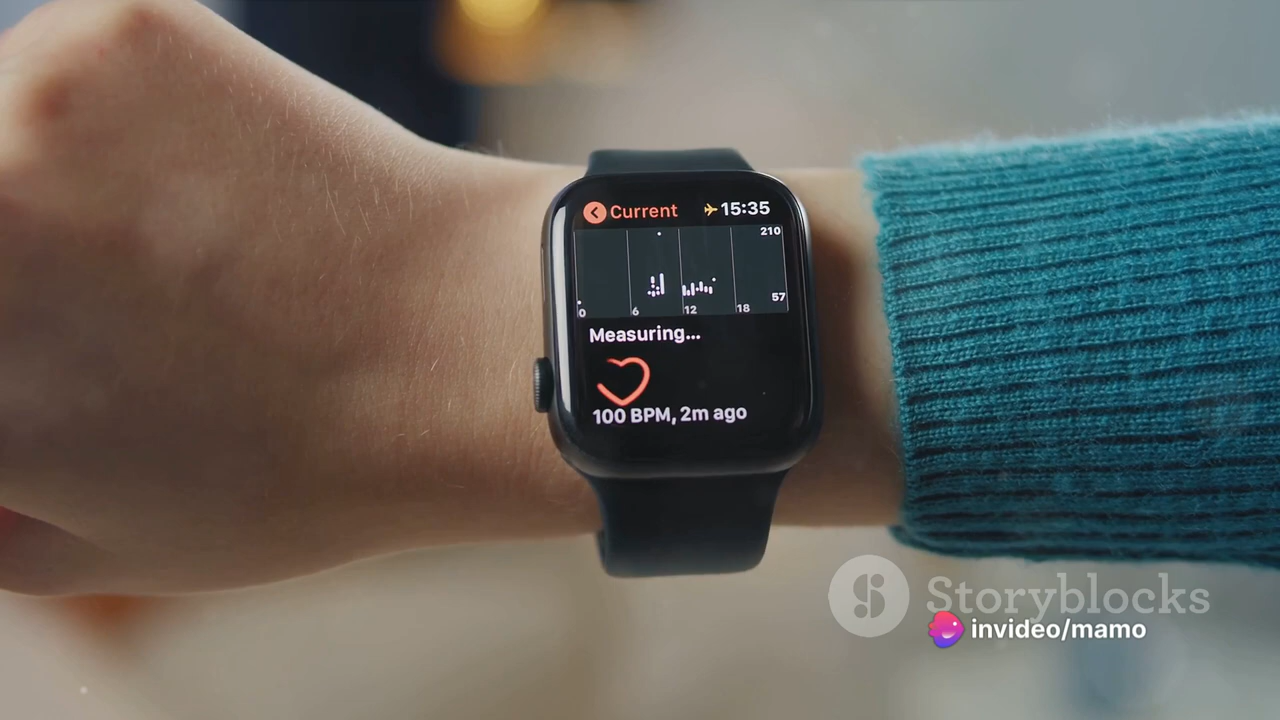 Current 15:35
210
57
0 6 12 18
Measuring...
100 BPM, 2m ago
Storyblocks
invideo/mamo